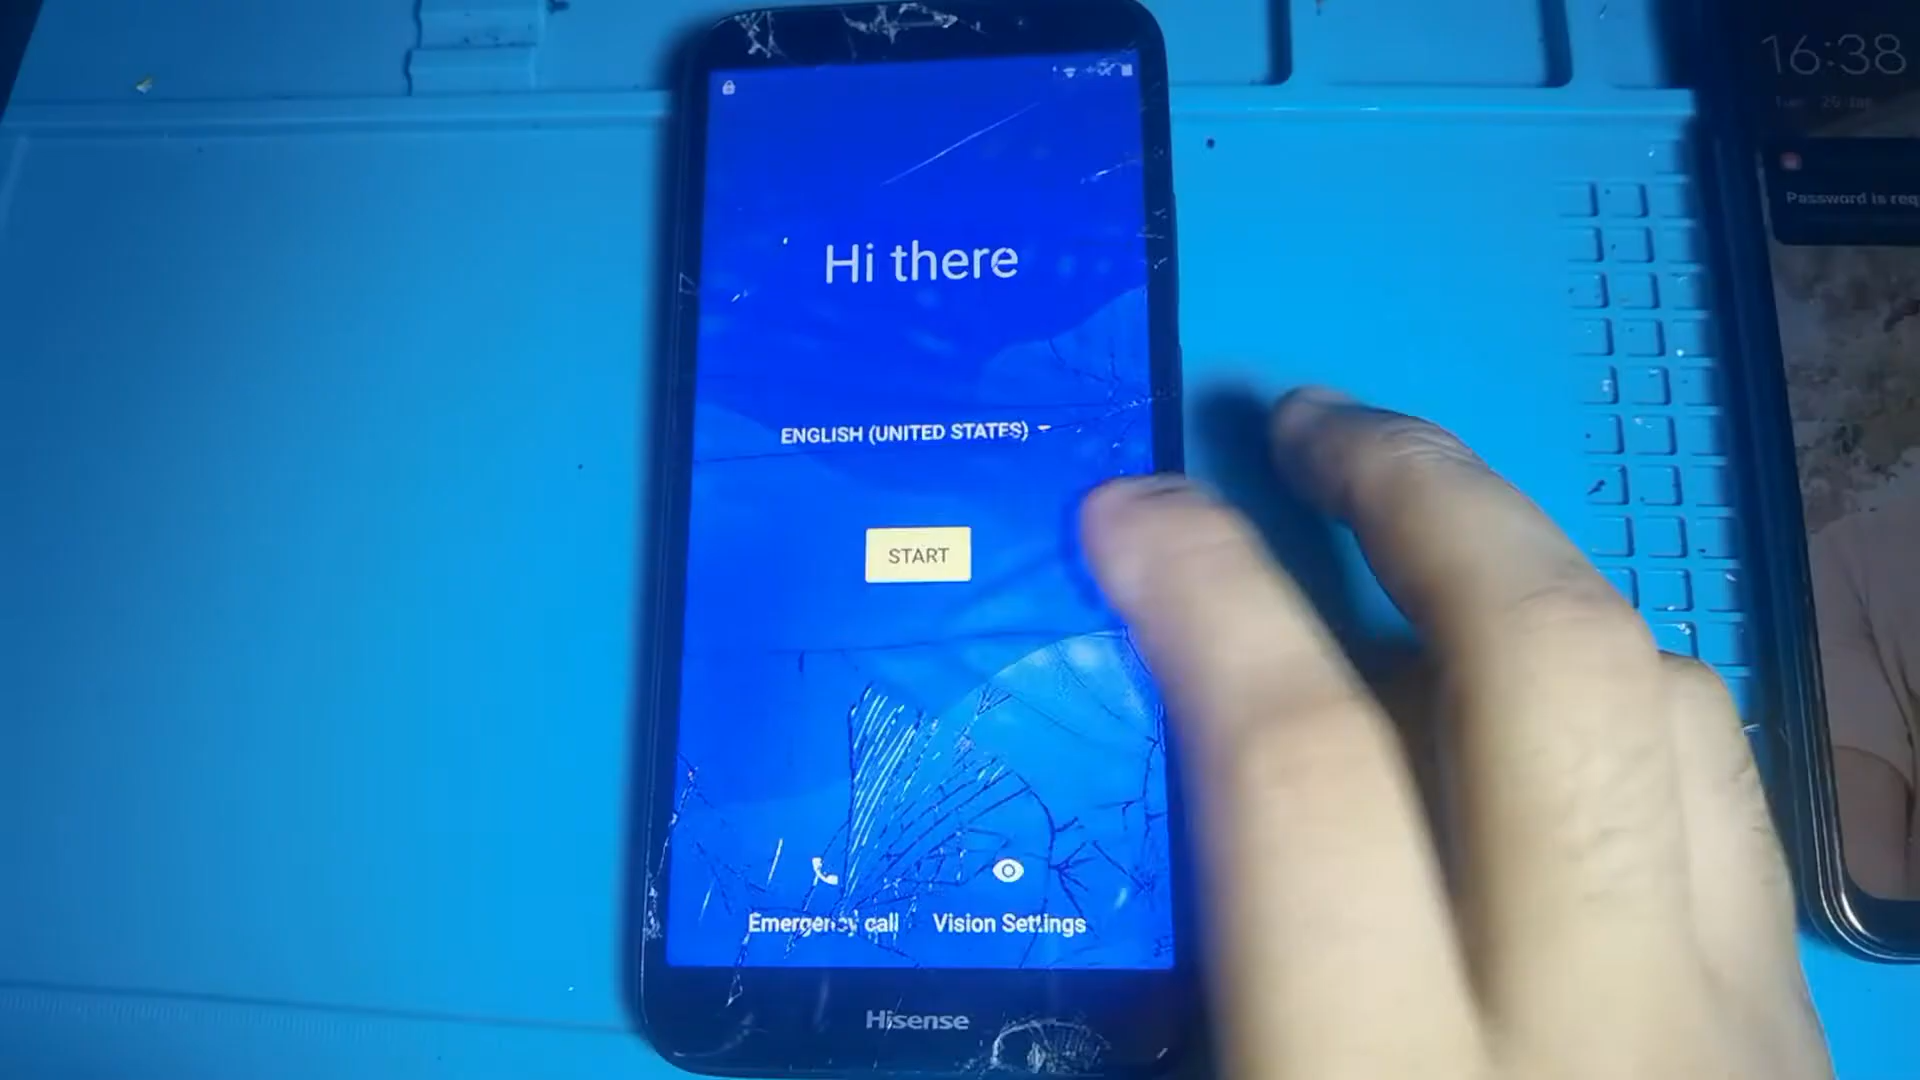 Hi there
ENGLISH (UNITED STATES)
START
Emergency call
Vision Settings
Hisense
16:38
Password is req